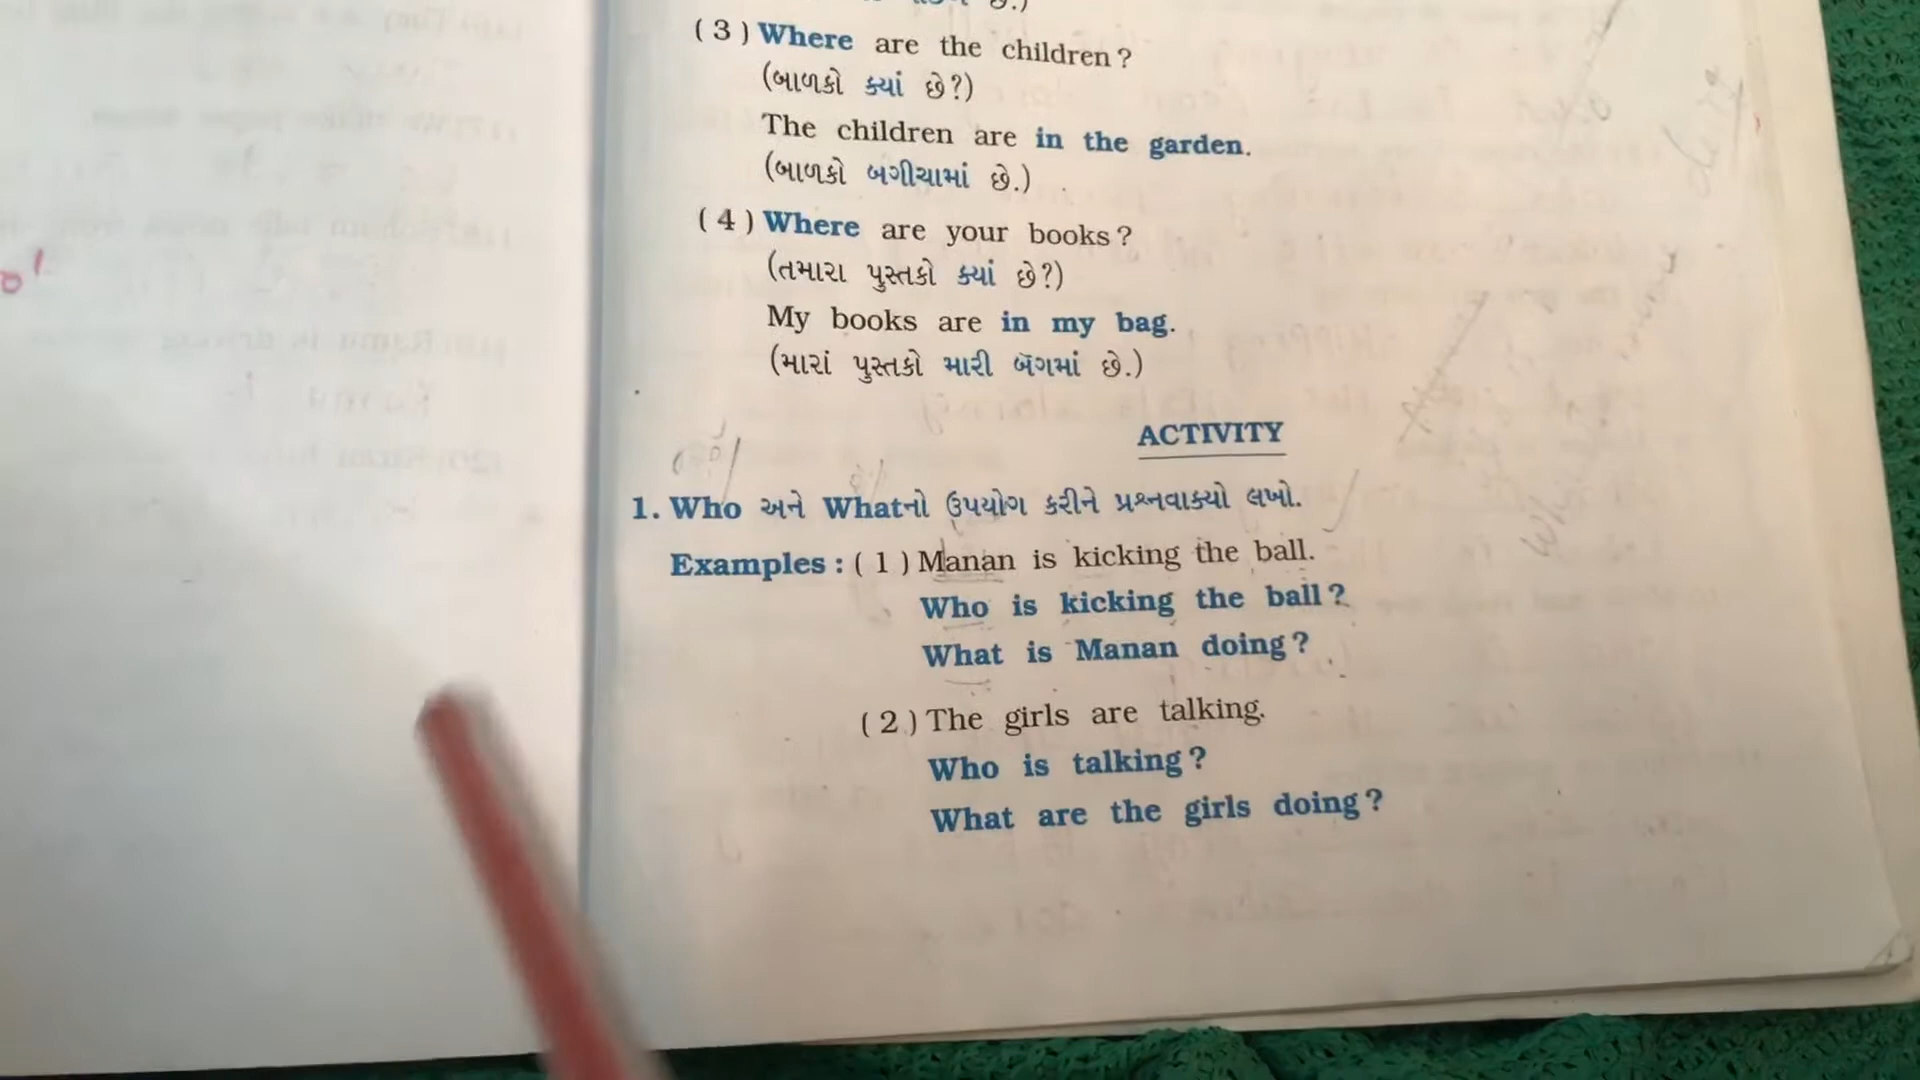 (3) Where are the children?
(બાળકો ક્યાં છે?)
The children are in the garden.
(બાળકો બગીચામાં છે.)
(4) Where are your books?
(તમારા પુસ્તકો ક્યાં છે?)
My books are in my bag.
(મારાં પુસ્તકો મારી બૅગમાં છે.)
ACTIVITY
1. Who અને Whatનો ઉપયોગ કરીને પ્રશ્નવાક્યો લખો.
Examples : (1) Manan is kicking the ball.
Who is kicking the ball?
What is Manan doing?
(2) The girls are talking.
Who is talking?
What are the girls doing?